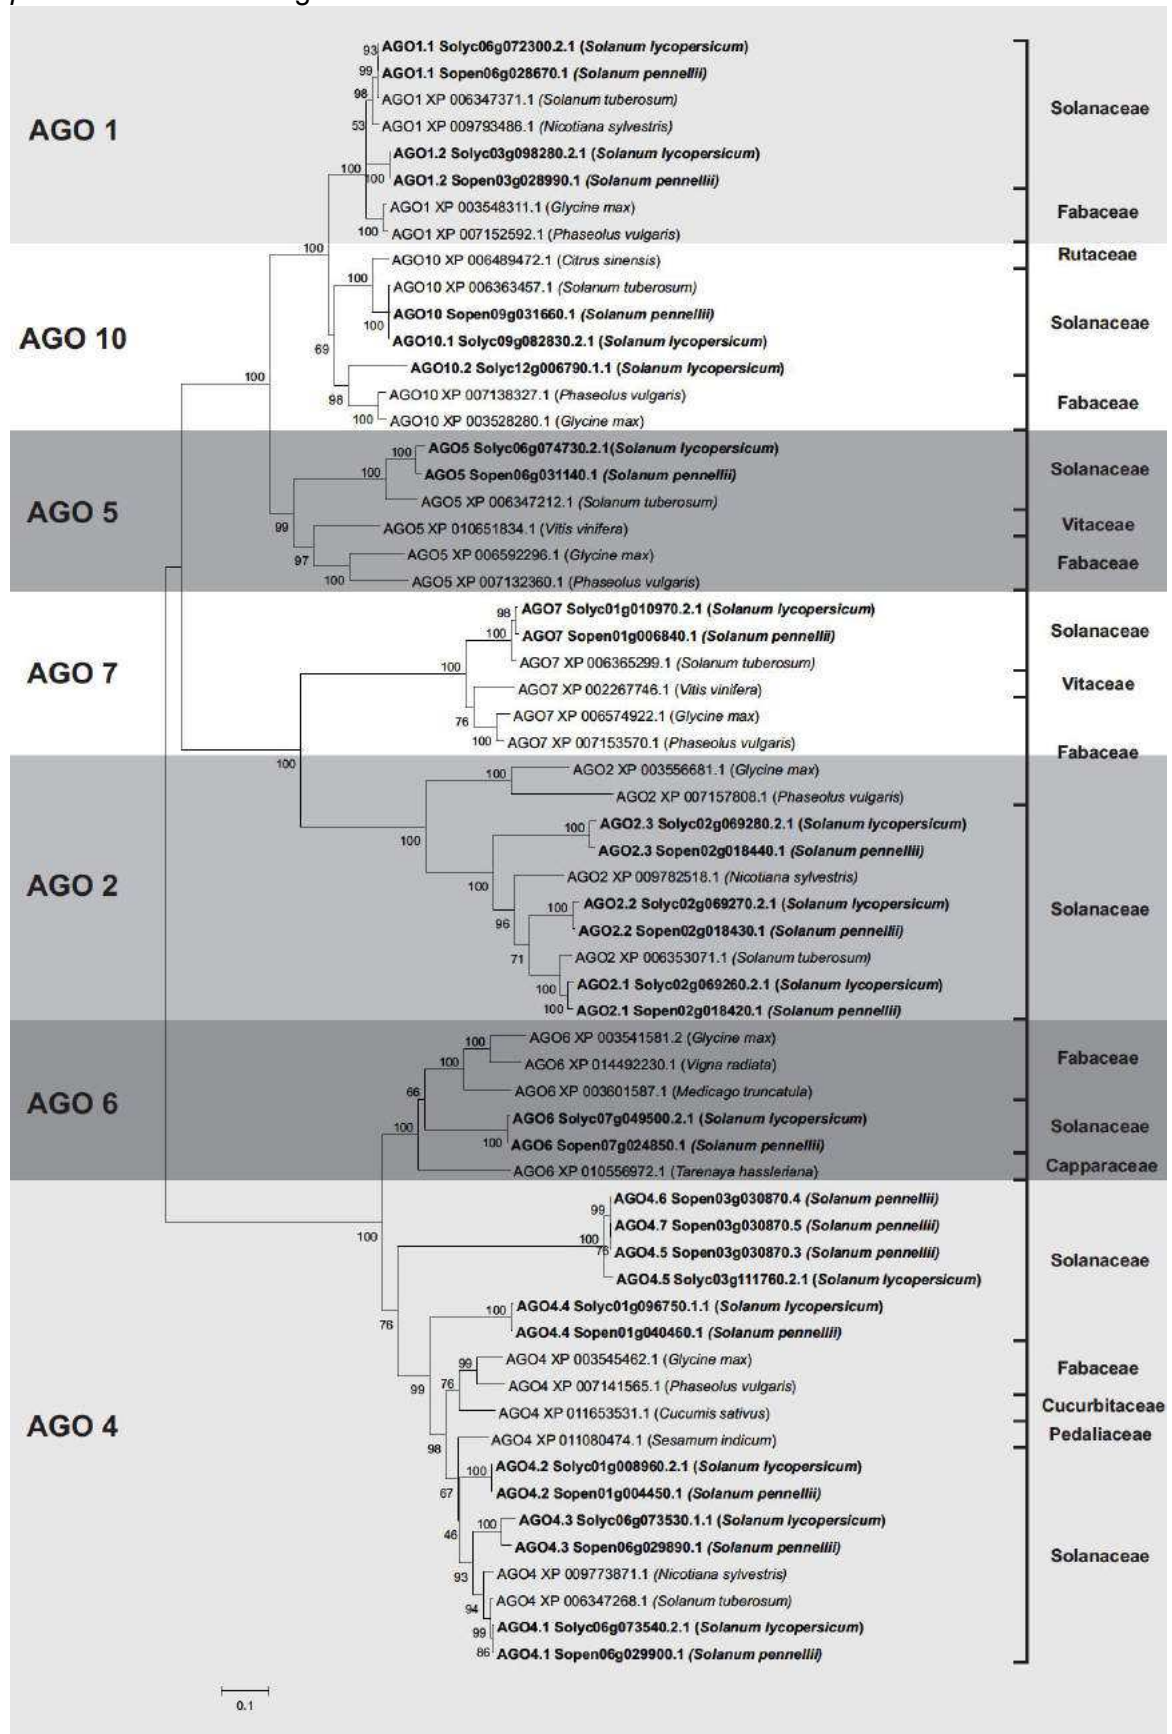 93 AGO1.1 Solyc06g072300.2.1 (Solanum lycopersicum)
99 AGO1.1 Sopen06g028670.1 (Solanum pennellii)
98 AGO1 XP 006347371.1 (Solanum tuberosum)
Solanaceae
53 AGO1 XP 009793486.1 (Nicotiana sylvestris)
AGO 1
AGO1.2 Solyc03g098280.2.1 (Solanum lycopersicum)
100 100 AGO1.2 Sopen03g028990.1 (Solanum pennellii)
AGO1 XP 003548311.1 (Glycine max)
Fabaceae
100 AGO1 XP 007152592.1 (Phaseolus vulgaris)
100
AGO10 XP 006489472.1 (Citrus sinensis)
Rutaceae
100 AGO10 XP 006363457.1 (Solanum tuberosum)
AGO10 Sopen09g031660.1 (Solanum pennellii)
Solanaceae
100 AGO10.1 Solyc09g082830.2.1 (Solanum lycopersicum)
AGO 10
69
AGO10.2 Solyc12g006790.1.1 (Solanum lycopersicum)
100
98 AGO10 XP 007138327.1 (Phaseolus vulgaris)
Fabaceae
100 AGO10 XP 003528280.1 (Glycine max)
100 AGO5 Solyc06g074730.2.1(Solanum lycopersicum)
100 AGO5 Sopen06g031140.1 (Solanum pennellii)
Solanaceae
AGO5 XP 006347212.1 (Solanum tuberosum)
AGO 5
99 AGO5 XP 010651834.1 (Vitis vinifera)
Vitaceae
97 AGO5 XP 006592296.1 (Glycine max)
Fabaceae
100 AGO5 XP 007132360.1 (Phaseolus vulgaris)
98 AGO7 Solyc01g010970.2.1 (Solanum lycopersicum)
100 AGO7 Sopen01g006840.1 (Solanum pennellii)
Solanaceae
100 AGO7 XP 006365299.1 (Solanum tuberosum)
AGO 7
AGO7 XP 002267746.1 (Vitis vinifera)
Vitaceae
76 AGO7 XP 006574922.1 (Glycine max)
100 AGO7 XP 007153570.1 (Phaseolus vulgaris)
Fabaceae
100
100 AGO2 XP 003556681.1 (Glycine max)
AGO2 XP 007157808.1 (Phaseolus vulgaris)
100 AGO2.3 Solyc02g069280.2.1 (Solanum lycopersicum)
100
AGO2.3 Sopen02g018440.1 (Solanum pennellii)
100 AGO2 XP 009782518.1 (Nicotiana sylvestris)
AGO 2
100 AGO2.2 Solyc02g069270.2.1 (Solanum lycopersicum)
Solanaceae
96 AGO2.2 Sopen02g018430.1 (Solanum pennellii)
71 AGO2 XP 006353071.1 (Solanum tuberosum)
100 AGO2.1 Solyc02g069260.2.1 (Solanum lycopersicum)
100 AGO2.1 Sopen02g018420.1 (Solanum pennellii)
100 AGO6 XP 003541581.2 (Glycine max)
100 AGO6 XP 014492230.1 (Vigna radiata)
Fabaceae
66 AGO6 XP 003601587.1 (Medicago truncatula)
AGO 6
AGO6 Solyc07g049500.2.1 (Solanum lycopersicum)
Solanaceae
100 100 AGO6 Sopen07g024850.1 (Solanum pennellii)
AGO6 XP 010556972.1 (Tarenaya hassleriana)
Capparaceae
AGO4.6 Sopen03g030870.4 (Solanum pennellii)
99
AGO4.7 Sopen03g030870.5 (Solanum pennellii)
100
100 76 AGO4.5 Sopen03g030870.3 (Solanum pennellii)
Solanaceae
AGO4.5 Solyc03g111760.2.1 (Solanum lycopersicum)
100 AGO4.4 Solyc01g096750.1.1 (Solanum lycopersicum)
76 AGO4.4 Sopen01g040460.1 (Solanum pennellii)
99 AGO4 XP 003545462.1 (Glycine max)
Fabaceae
99 76 AGO4 XP 007141565.1 (Phaseolus vulgaris)
AGO4 XP 011653531.1 (Cucumis sativus)
Cucurbitaceae
AGO 4
98 AGO4 XP 011080474.1 (Sesamum indicum)
Pedaliaceae
100 AGO4.2 Solyc01g008960.2.1 (Solanum lycopersicum)
67 AGO4.2 Sopen01g004450.1 (Solanum pennellii)
100 AGO4.3 Solyc06g073530.1.1 (Solanum lycopersicum)
46 AGO4.3 Sopen06g029890.1 (Solanum pennellii)
Solanaceae
93 AGO4 XP 009773871.1 (Nicotiana sylvestris)
94 AGO4 XP 006347268.1 (Solanum tuberosum)
99 AGO4.1 Solyc06g073540.2.1 (Solanum lycopersicum)
86 AGO4.1 Sopen06g029900.1 (Solanum pennellii)
0.1